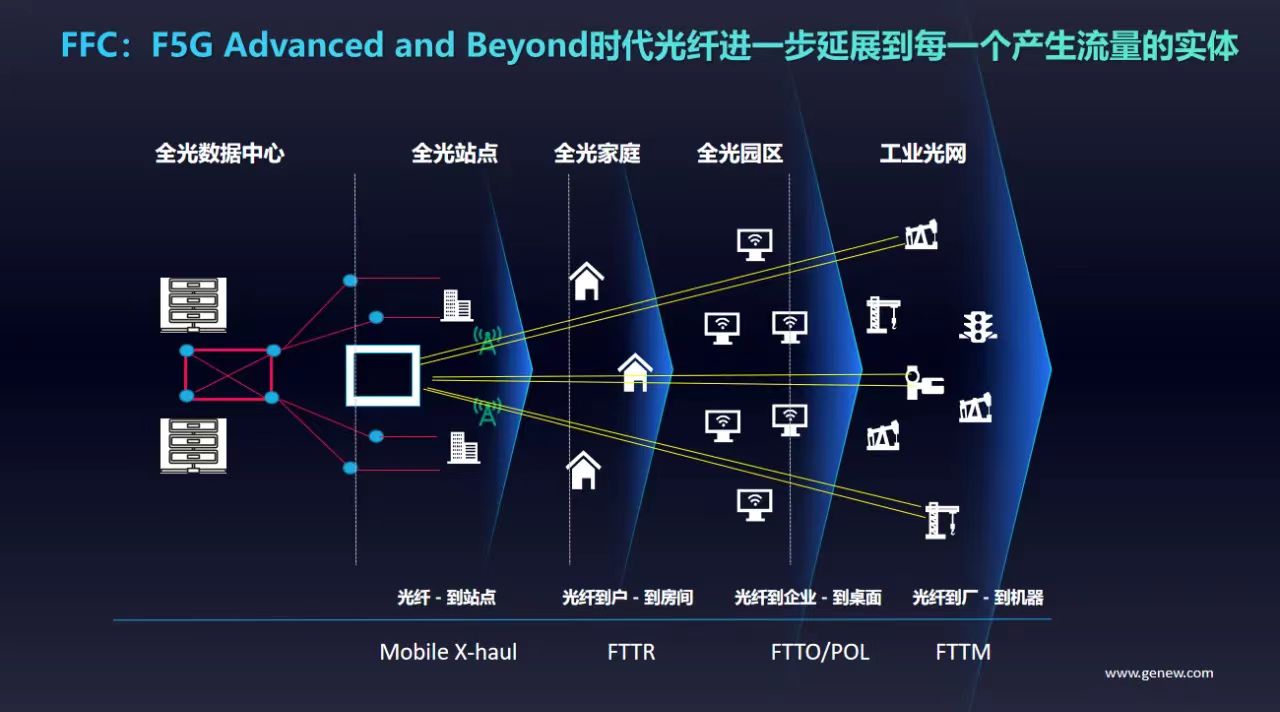 FFC：F5G Advanced and Beyond时代光纤进一步延展到每一个产生流量的实体
全光数据中心
全光站点
全光家庭
全光园区
工业光网
光纤 - 到站点
光纤到户 - 到房间
光纤到企业 - 到桌面
光纤到厂 - 到机器
Mobile X-haul
FTTR
FTTO/POL
FTTM
www.genew.com